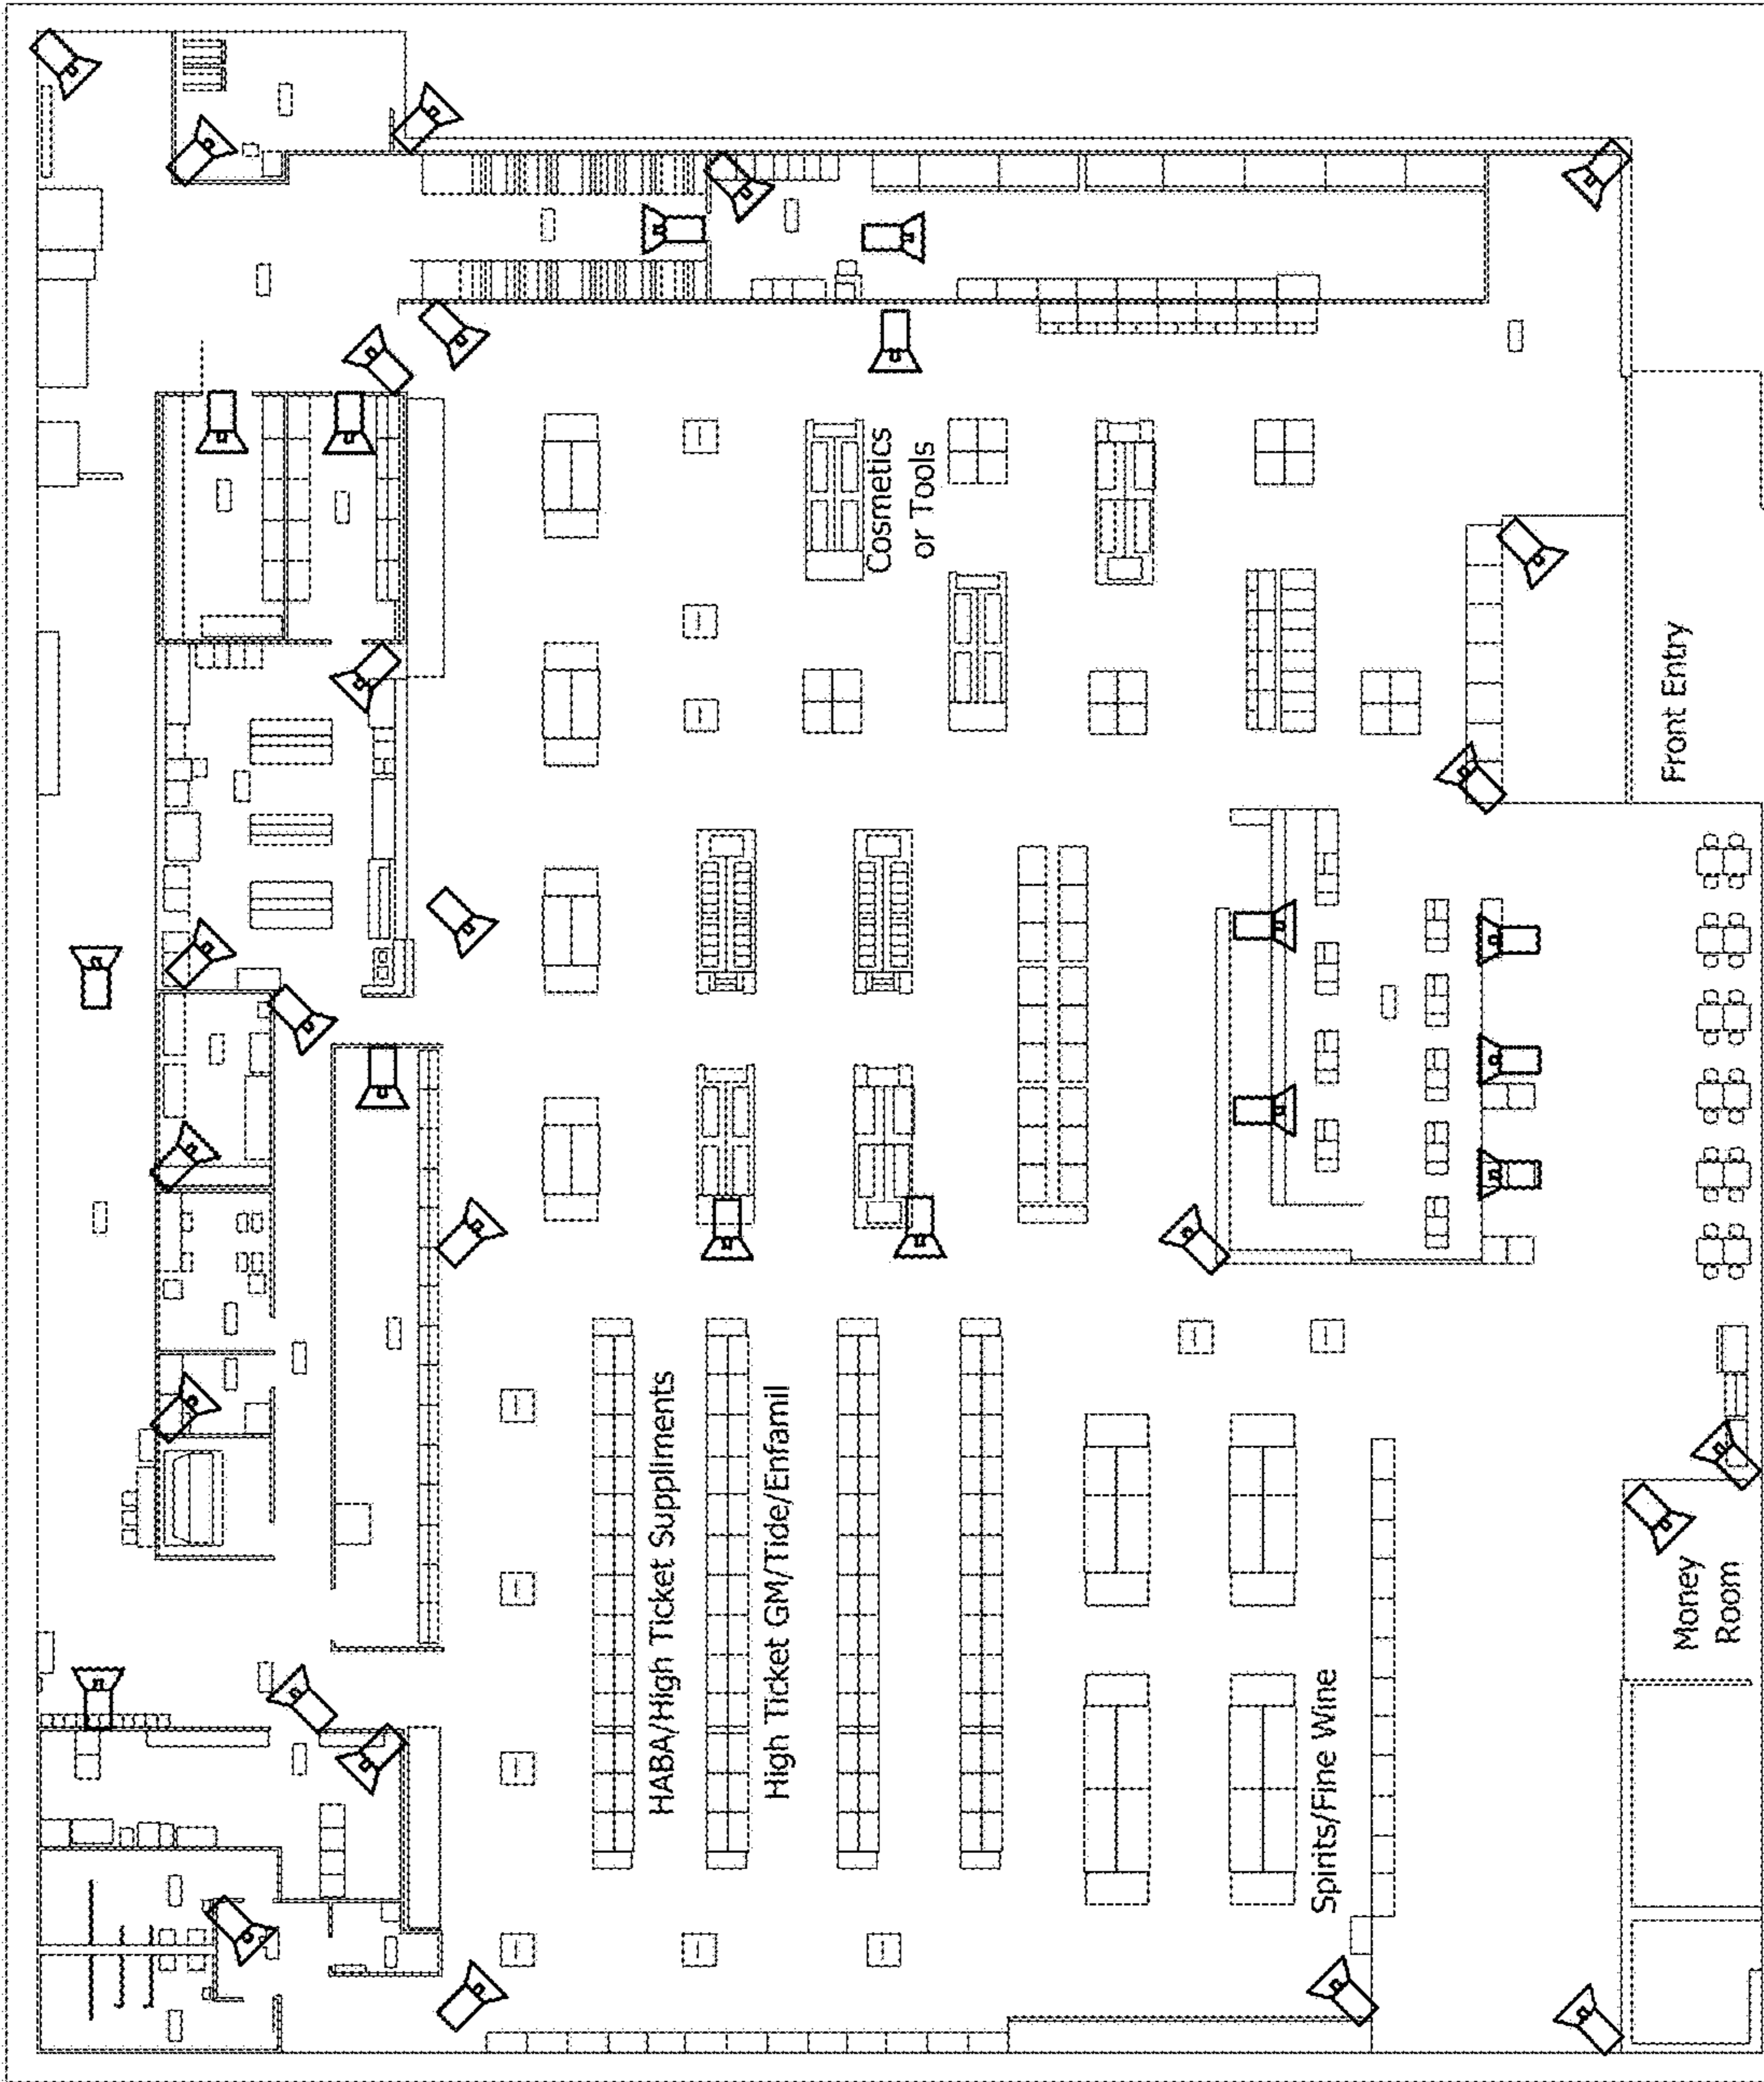 Cosmetics
or Tools
Front Entry
HABA/High Ticket Suppliments
High Ticket GM/Tide/Enfamil
Spirits/Fine Wine
Money
Room